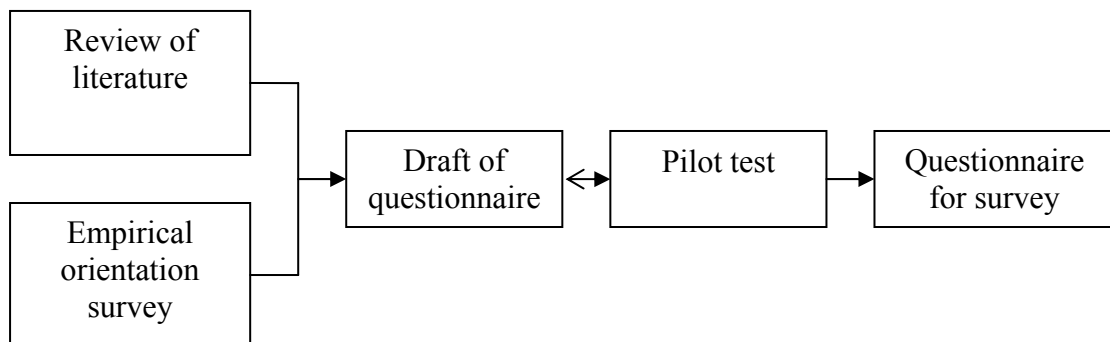 Review of
literature
Empirical
orientation
survey
Draft of
questionnaire
Pilot test
Questionnaire
for survey